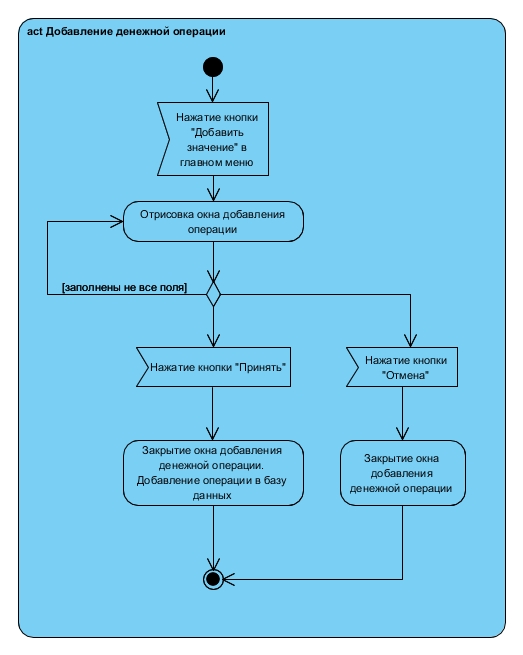 act Добавление денежной операции
Нажатие кнопки
"Добавить
значение" в
главном меню
Отрисовка окна добавления
операции
[заполнены не все поля]
Нажатие кнопки "Принять"
Нажатие кнопки
"Отмена"
Закрытие окна добавления
денежной операции.
Добавление операции в базу
данных
Закрытие окна
добавления
денежной операции